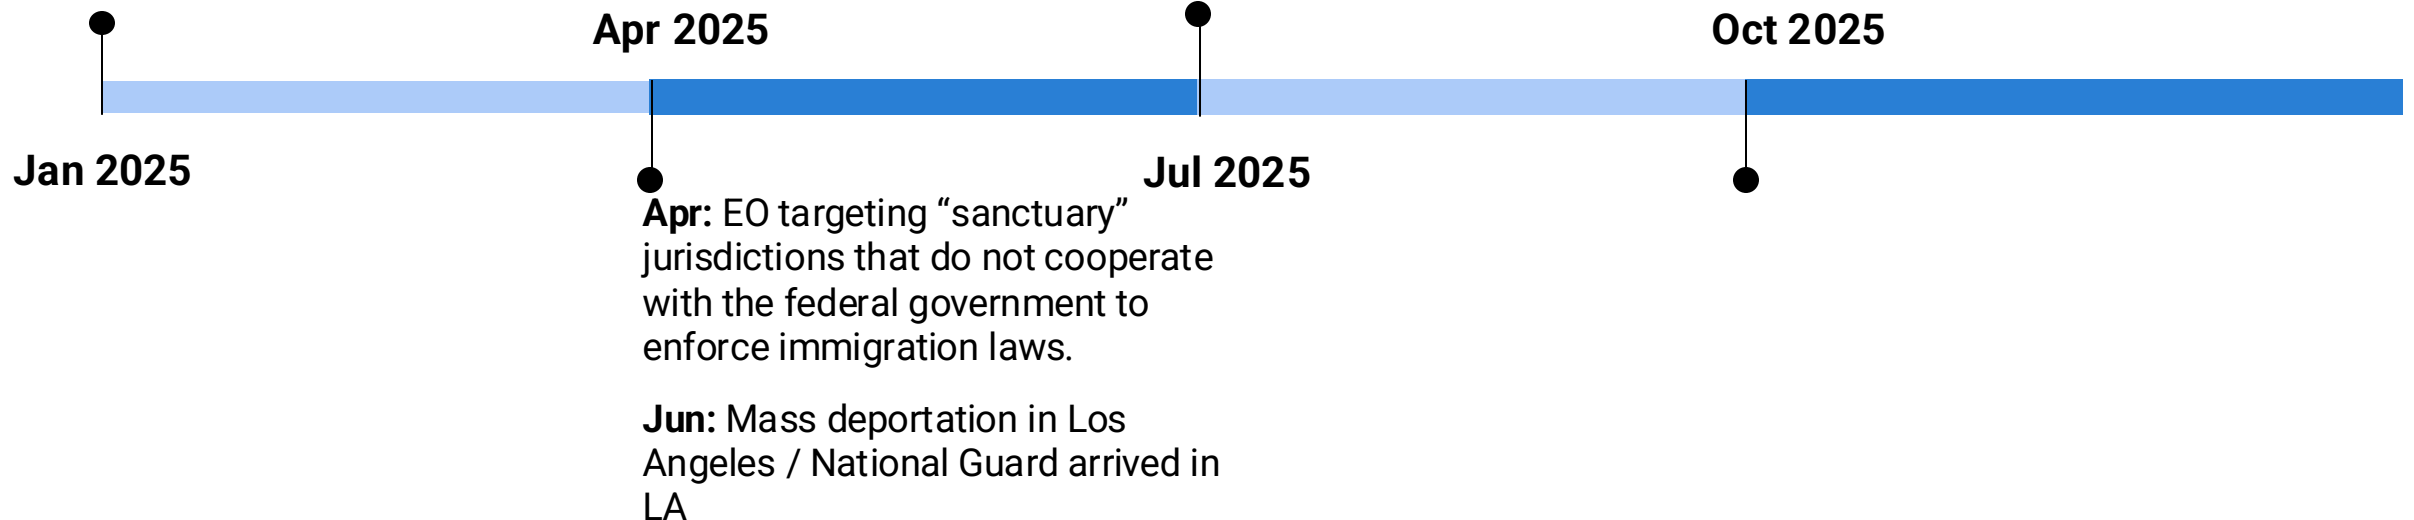 Apr 2025
Oct 2025
Jan 2025
Jul 2025
Apr: EO targeting “sanctuary”
jurisdictions that do not cooperate
with the federal government to
enforce immigration laws.
Jun: Mass deportation in Los
Angeles / National Guard arrived in
LA